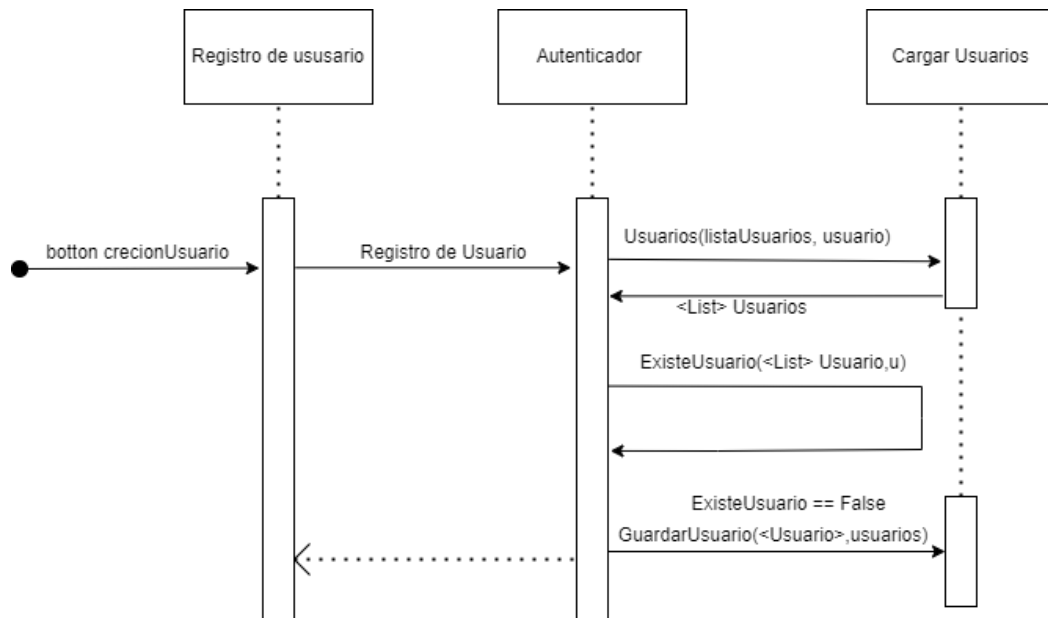 Registro de ususario
Autenticador
Cargar Usuarios
botton crecionUsuario
Registro de Usuario
Usuarios(listaUsuarios, usuario)
<List> Usuarios
ExisteUsuario(<List> Usuario,u)
ExisteUsuario == False
GuardarUsuario(<Usuario>,usuarios)